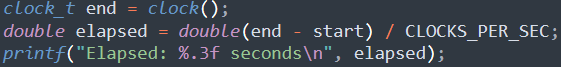 clock_t end = clock();
double elapsed = double(end - start) / CLOCKS_PER_SEC;
printf("Elapsed: %.3f seconds\n", elapsed);